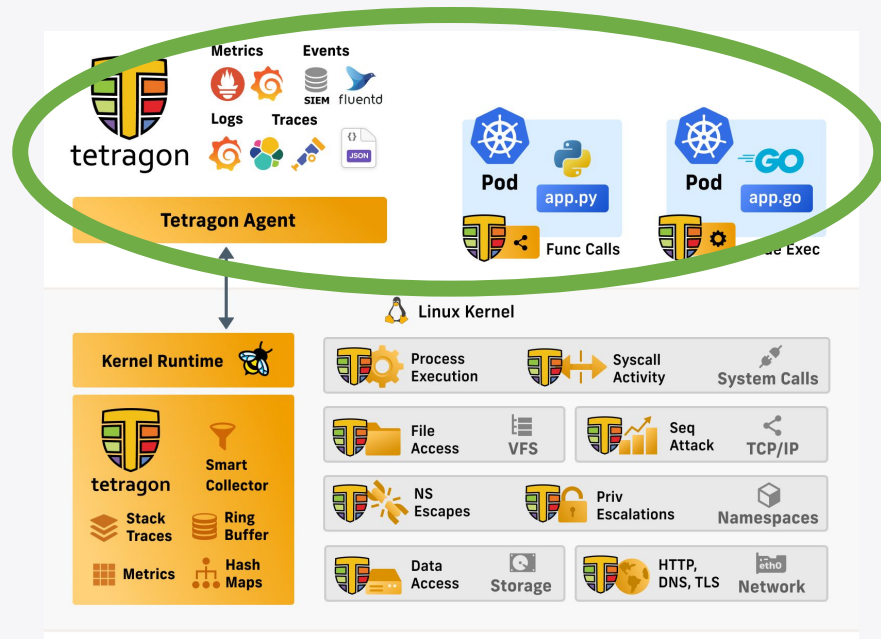 Metrics
Events
SIEM
fluentd
Logs
Traces
{}
JSON
tetragon
Tetragon Agent
Pod
app.py
Func Calls
Pod
GO
app.go
Exec
Linux Kernel
Kernel Runtime
tetragon
Smart
Collector
Stack
Traces
Ring
Buffer
Metrics
Hash
Maps
Process
Execution
Syscall
Activity
System Calls
File
Access
VFS
Seq
Attack
TCP/IP
NS
Escapes
Priv
Escalations
Namespaces
Data
Access
Storage
HTTP,
DNS, TLS
eth0
Network